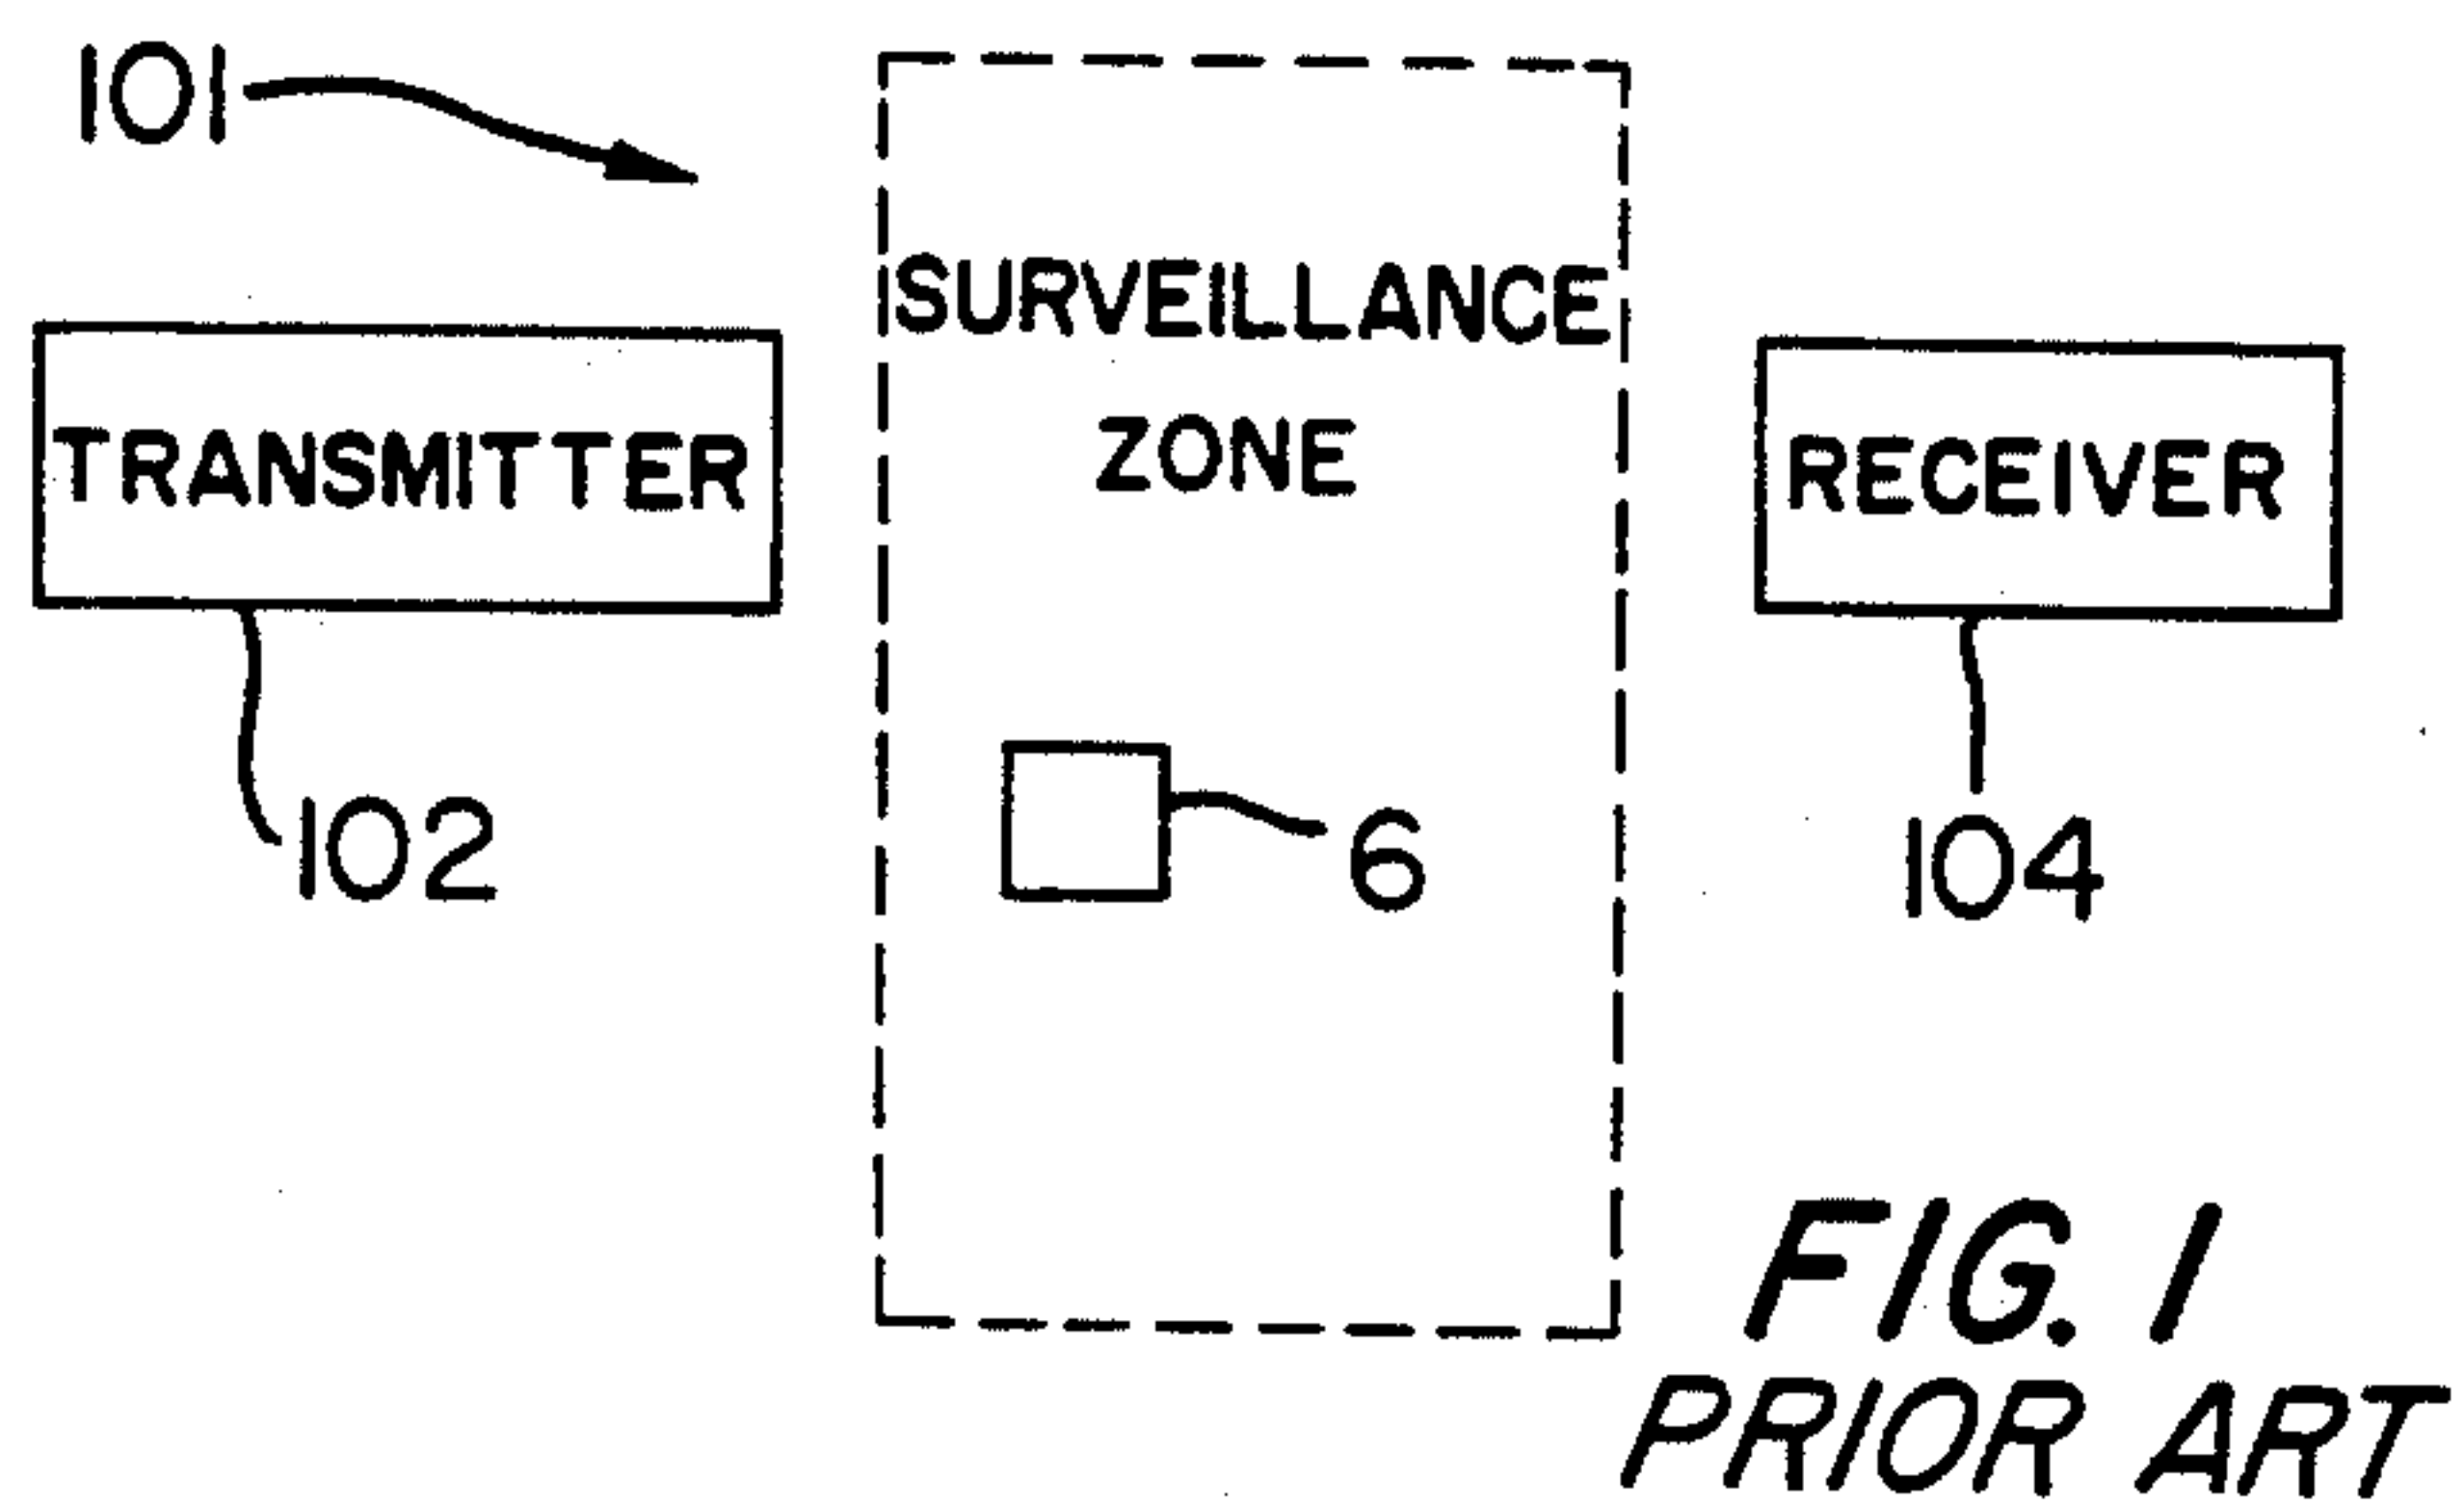 101
SURVEILLANCE
ZONE
TRANSMITTER
RECEIVER
102
6
104
FIG. 1
PRIOR ART